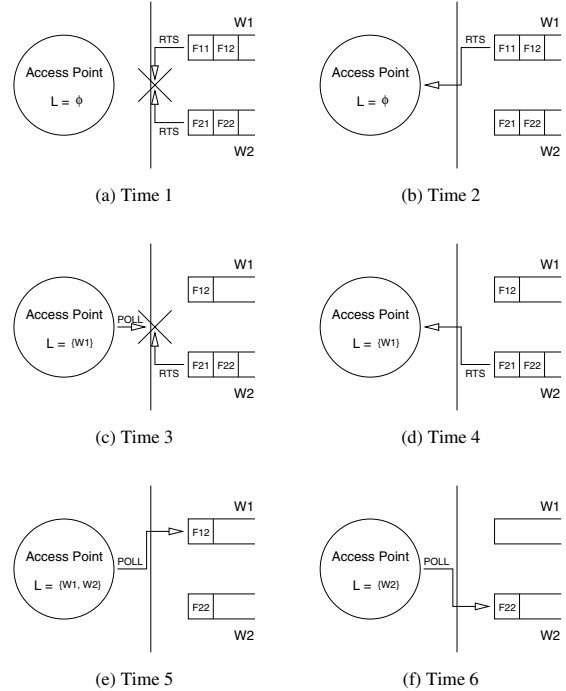 W1
RTS
F11 F12
Access Point
L = ϕ
F21 F22
RTS
W2
(a) Time 1
W1
RTS
F11 F12
Access Point
L = ϕ
F21 F22
W2
(b) Time 2
W1
F12
Access Point
POLL
L = {W1}
F21 F22
RTS
W2
(c) Time 3
W1
F12
Access Point
L = {W1}
F21 F22
RTS
W2
(d) Time 4
W1
F12
Access Point
POLL
L = {W1, W2}
F22
W2
(e) Time 5
W1
Access Point
POLL
L = {W2}
F22
W2
(f) Time 6